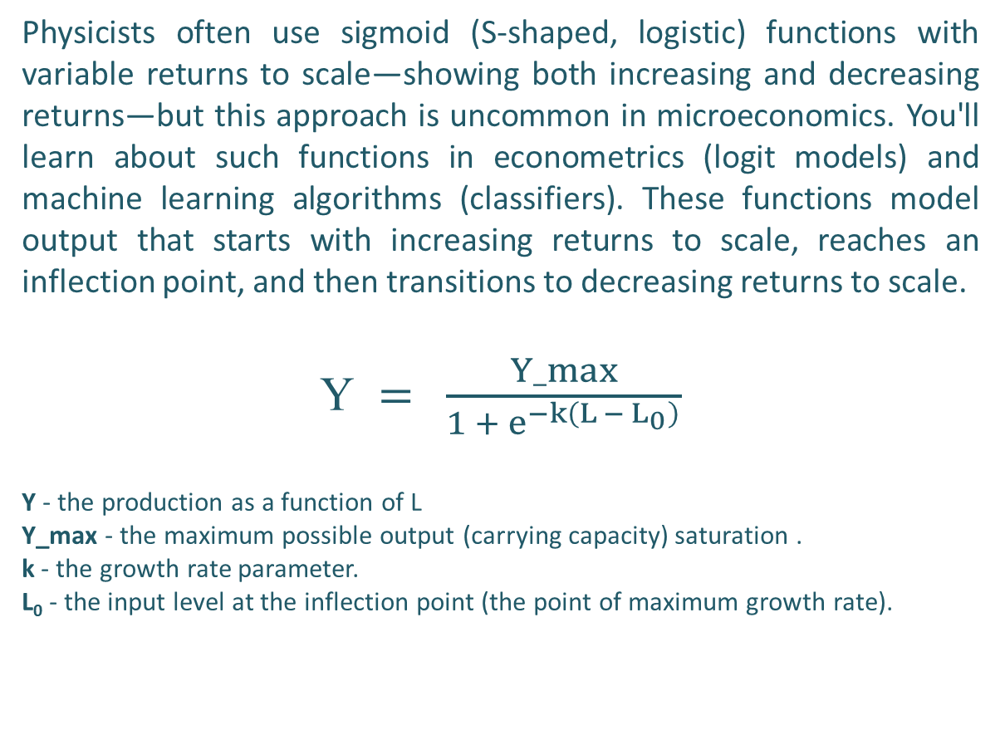 Physicists often use sigmoid (S-shaped, logistic) functions with
variable returns to scale—showing both increasing and decreasing
returns—but this approach is uncommon in microeconomics. You'll
learn about such functions in econometrics (logit models) and
machine learning algorithms (classifiers). These functions model
output that starts with increasing returns to scale, reaches an
inflection point, and then transitions to decreasing returns to scale.
Y = Y_max / 1 + e^−k(L − L₀)
Y - the production as a function of L
Y_max - the maximum possible output (carrying capacity) saturation .
k - the growth rate parameter.
L₀ - the input level at the inflection point (the point of maximum growth rate).